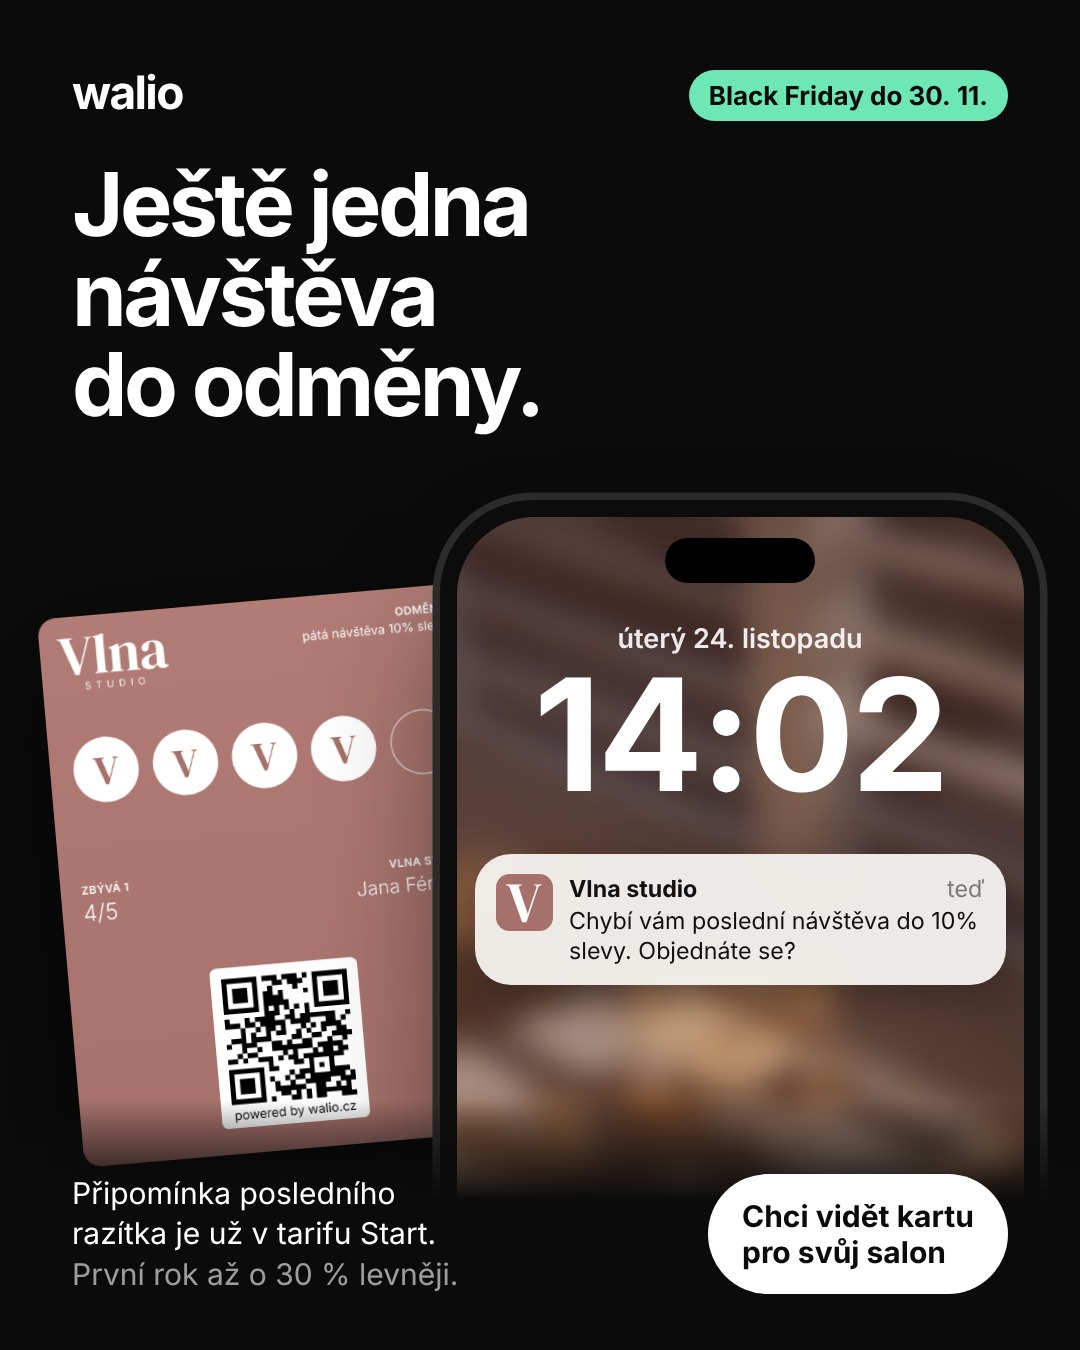 walio
Black Friday do 30. 11.
Ještě jedna
návštěva
do odměny.
Vlna
STUDIO
pátá návštěva 10%
V V V V
ZBÝVÁ 1
4/5
VLNA
Jana
powered by walio.cz
úterý 24. listopadu
14:02
V
Vlna studio
teď
Chybí vám poslední návštěva do 10%
slevy. Objednáte se?
Připomínka posledního
razítka je už v tarifu Start.
První rok až o 30 % levněji.
Chci vidět kartu
pro svůj salon